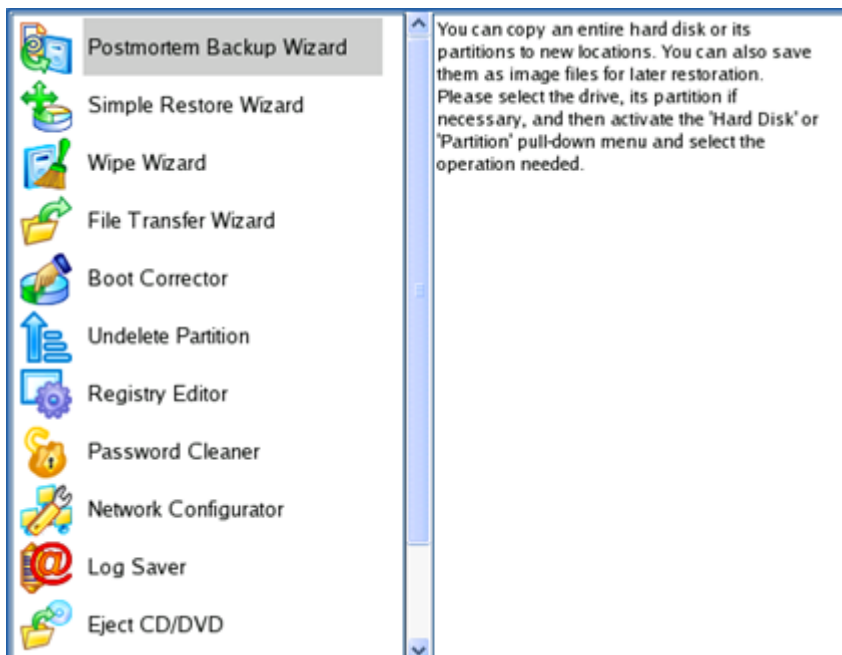 Postmortem Backup Wizard
Simple Restore Wizard
Wipe Wizard
File Transfer Wizard
Boot Corrector
Undelete Partition
Registry Editor
Password Cleaner
Network Configurator
Log Saver
Eject CD/DVD
You can copy an entire hard disk or its
partitions to new locations. You can also save
them as image files for later restoration.
Please select the drive, its partition if
necessary, and then activate the 'Hard Disk' or
'Partition' pull-down menu and select the
operation needed.